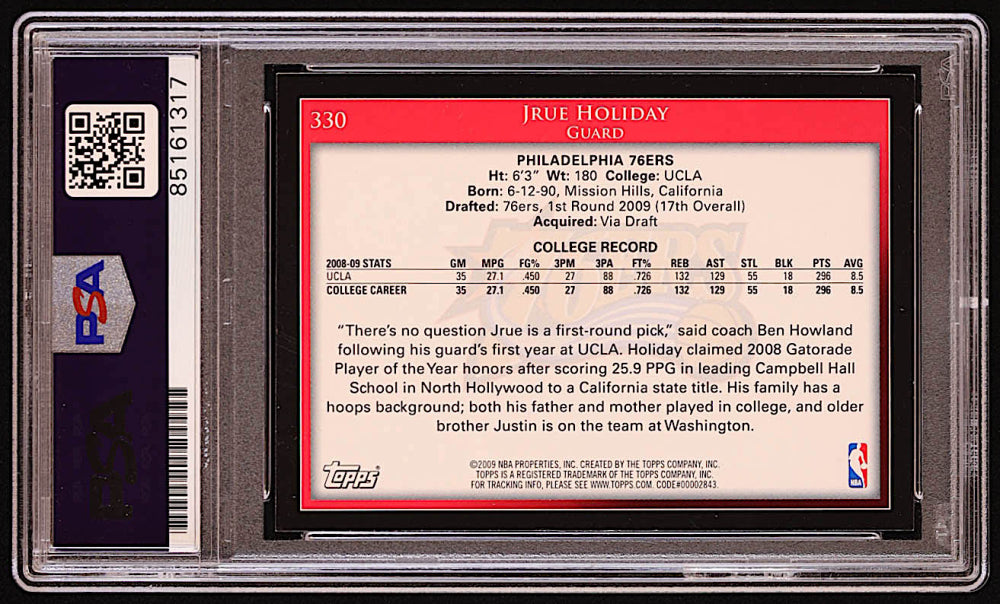 85161317
PSA
PSA
330
JRUE HOLIDAY
GUARD
PHILADELPHIA 76ERS
Ht: 6'3" Wt: 180 College: UCLA
Born: 6-12-90, Mission Hills, California
Drafted: 76ers, 1st Round 2009 (17th Overall)
Acquired: Via Draft
COLLEGE RECORD
2008-09 STATS GM MPG FG% 3PM 3PA FT% REB AST STL BLK PTS AVG
UCLA 35 27.1 .450 27 88 .726 132 129 55 18 296 8.5
COLLEGE CAREER 35 27.1 .450 27 88 .726 132 129 55 18 296 8.5
"There's no question Jrue is a first-round pick," said coach Ben Howland
following his guard's first year at UCLA. Holiday claimed 2008 Gatorade
Player of the Year honors after scoring 25.9 PPG in leading Campbell Hall
School in North Hollywood to a California state title. His family has a
hoops background; both his father and mother played in college, and older
brother Justin is on the team at Washington.
Topps
©2009 NBA PROPERTIES, INC. CREATED BY THE TOPPS COMPANY, INC.
TOPPS IS A REGISTERED TRADEMARK OF THE TOPPS COMPANY, INC.
FOR TRACKING INFO, PLEASE SEE WWW.TOPPS.COM. CODE#00002843.
NBA